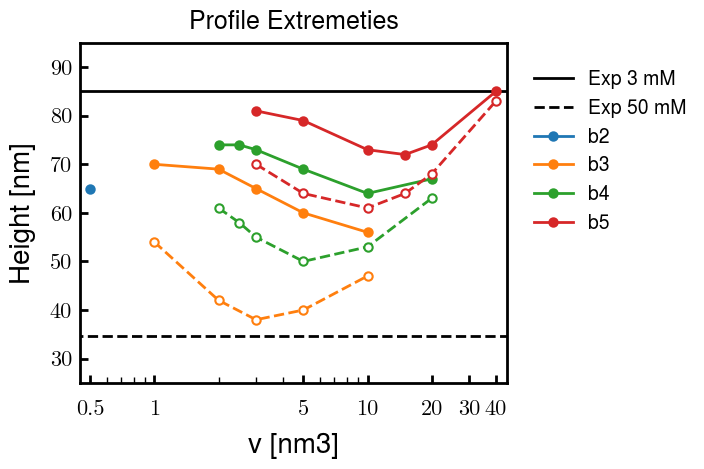 Profile Extremeties
Height [nm]
90
80
70
60
50
40
30
0.5 1 5 10 20 30 40
v [nm3]
Exp 3 mM
Exp 50 mM
b2
b3
b4
b5